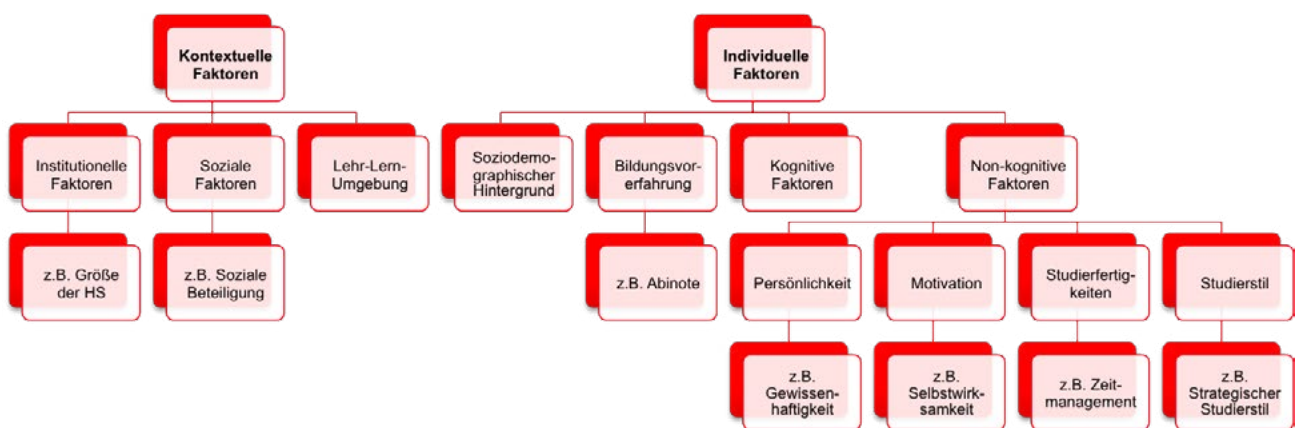 Kontextuelle
Faktoren
Individuelle
Faktoren
Institutionelle
Faktoren
Soziale
Faktoren
Lehr-Lern-
Umgebung
Soziodemo-
ographischer
Hintergrund
Bildungsvor-
erfahrung
Kognitive
Faktoren
Non-kognitive
Faktoren
z.B. Größe
der HS
z.B. Soziale
Beteiligung
z.B. Abinote
Persönlichkeit
Motivation
Studierfertig-
keiten
Studierstil
z.B.
Gewissen-
haftigkeit
z.B.
Selbstwirk-
samkeit
z.B. Zeit-
management
z.B.
Strategischer
Studierstil